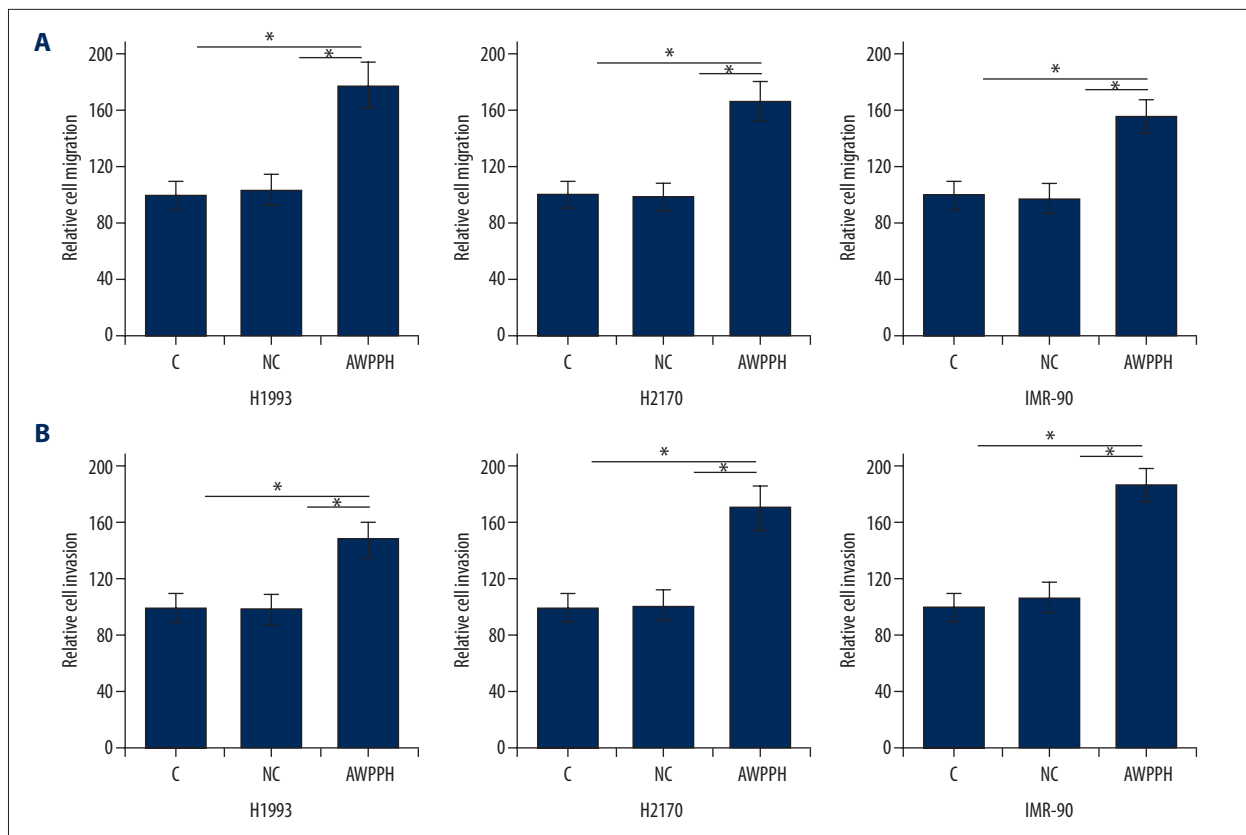 A
Relative cell migration
200
160
120
80
40
0
*
*
C NC AWPPH
H1993
Relative cell migration
200
160
120
80
40
0
*
*
C NC AWPPH
H2170
Relative cell migration
200
160
120
80
40
0
*
*
C NC AWPPH
IMR-90
B
Relative cell invasion
200
160
120
80
40
0
*
*
C NC AWPPH
H1993
Relative cell invasion
200
160
120
80
40
0
*
*
C NC AWPPH
H2170
Relative cell invasion
200
160
120
80
40
0
*
*
C NC AWPPH
IMR-90